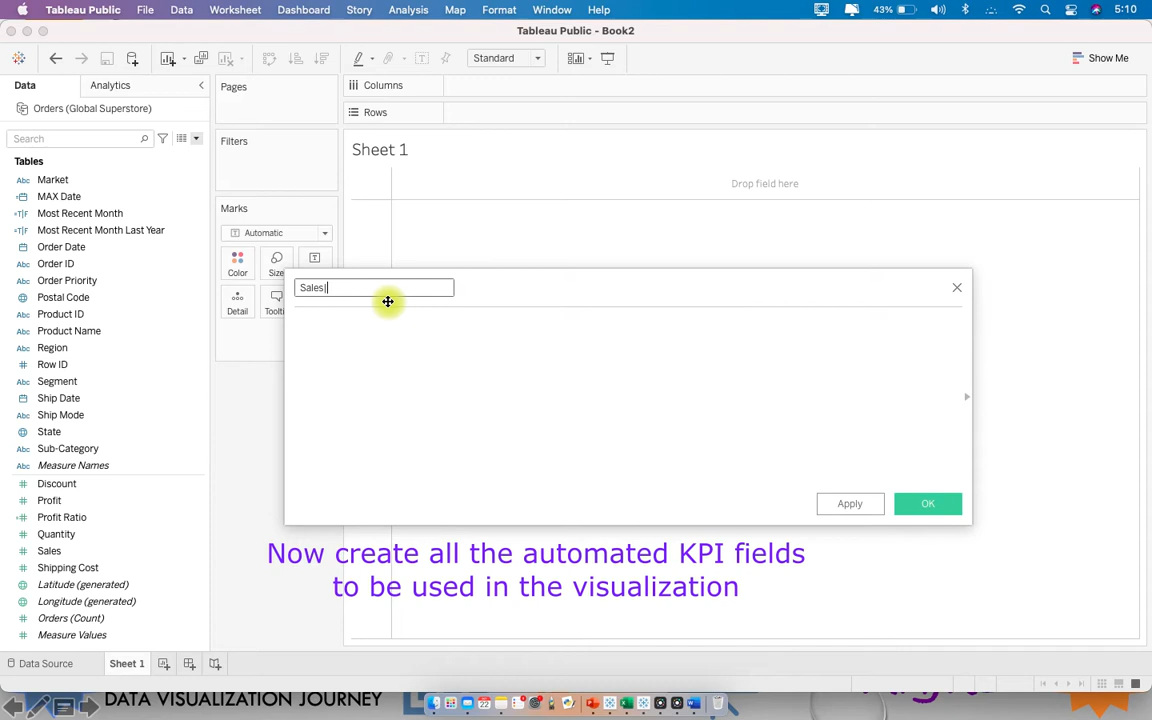 Tableau Public File Data Worksheet Dashboard Story Analysis Map Format Window Help 43% 5:10
Tableau Public - Book2
Standard Show Me
Data Analytics Pages Columns
Orders (Global Superstore) Rows
Search Filters
Sheet 1
Tables
Market Drop field here
MAX Date
Most Recent Month Marks
Most Recent Month Last Year Automatic
Order Date
Order ID
Color Size
Order Priority
Sales
Postal Code
Product ID Detail Toolti
Product Name
Region
Row ID
Segment
Ship Date
Ship Mode
State
Sub-Category
Measure Names
Discount
Profit Apply OK
Profit Ratio
Quantity
Sales Now create all the automated KPI fields
Shipping Cost
Latitude (generated) to be used in the visualization
Longitude (generated)
Orders (Count)
Measure Values
Data Source Sheet 1
DATA VISUALIZATION JOURNEY